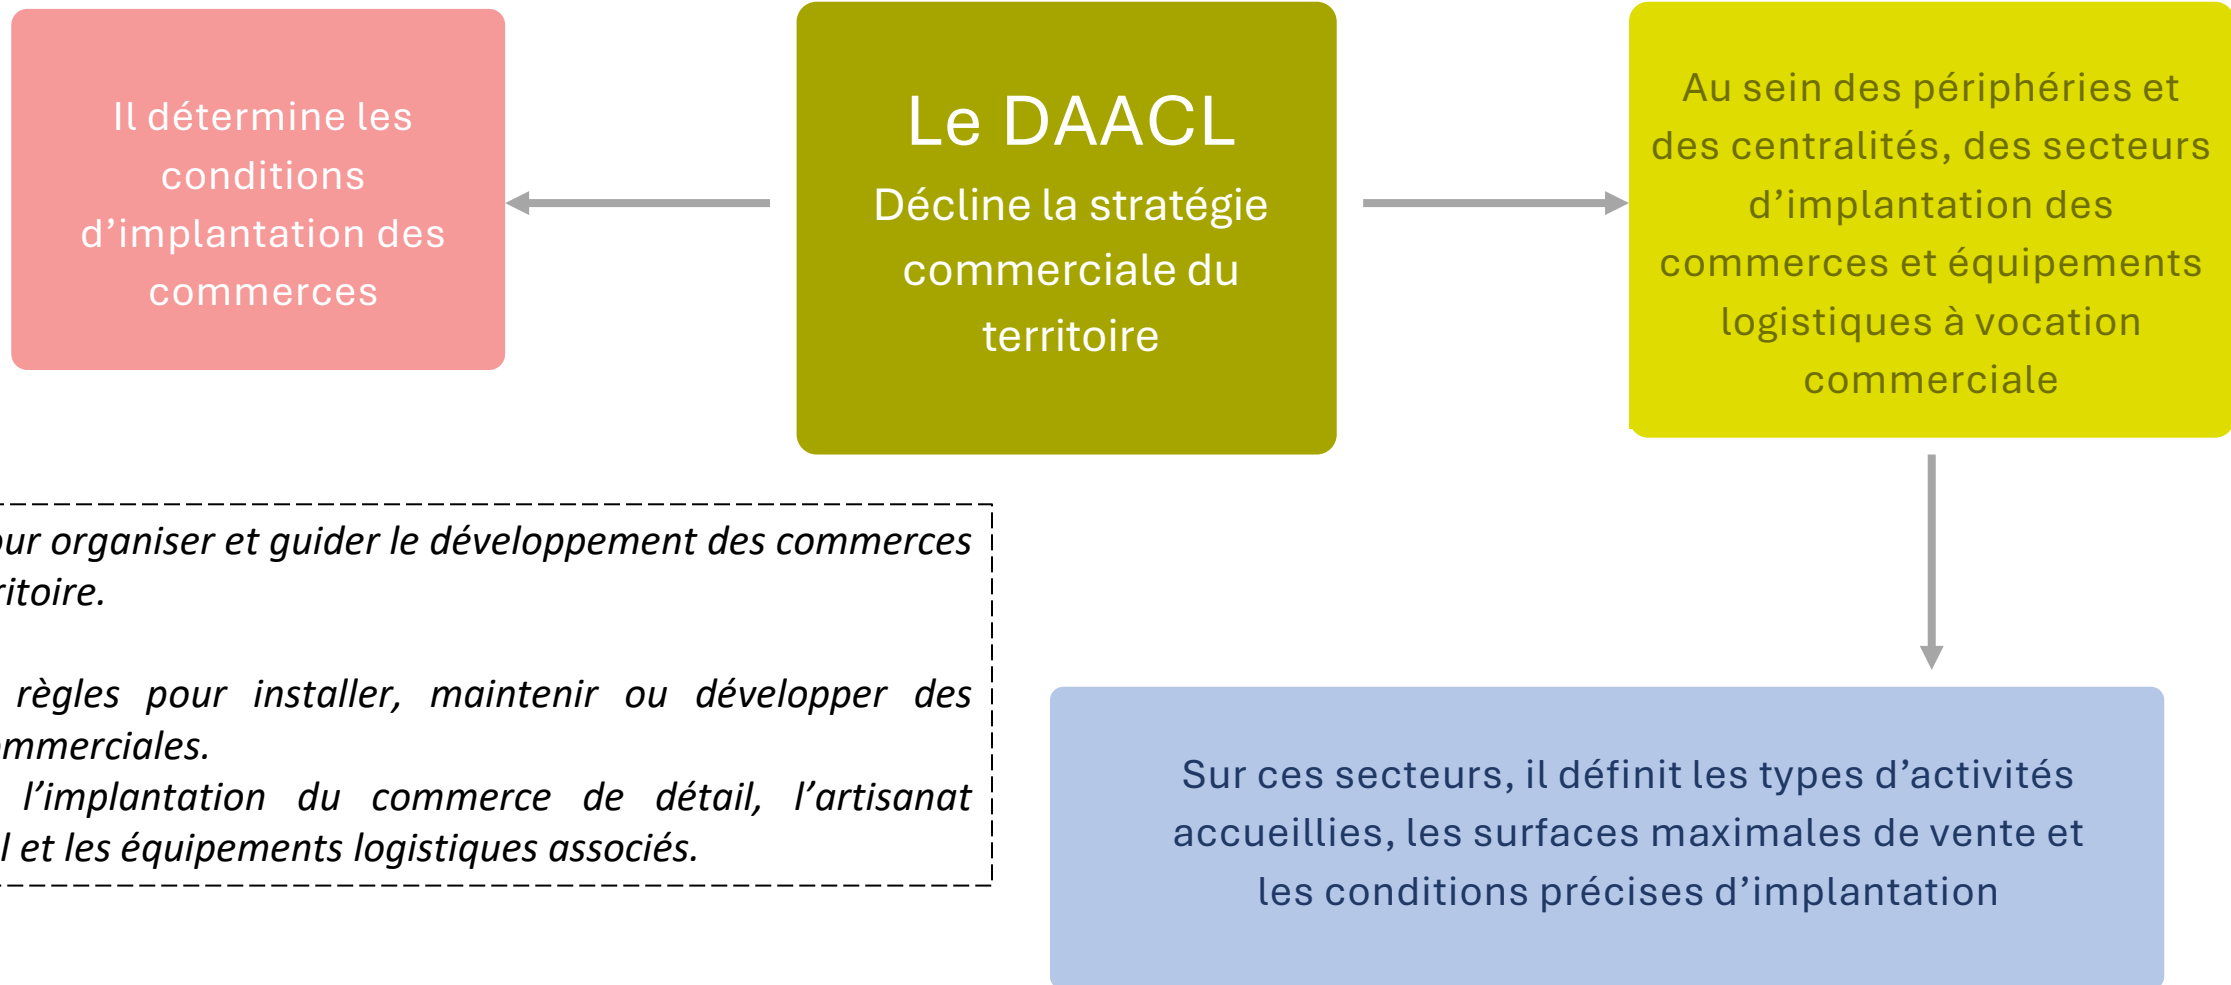 Il détermine les
conditions
d’implantation des
commerces
Le DAACL
Décline la stratégie
commerciale du
territoire
Au sein des périphéries et
des centralités, des secteurs
d’implantation des
commerces et équipements
logistiques à vocation
commerciale
organiser et guider le développement des commerces
règles pour installer, maintenir ou développer des
l’implantation du commerce de détail, l’artisanat
et les équipements logistiques associés.
Sur ces secteurs, il définit les types d’activités
accueillies, les surfaces maximales de vente et
les conditions précises d’implantation